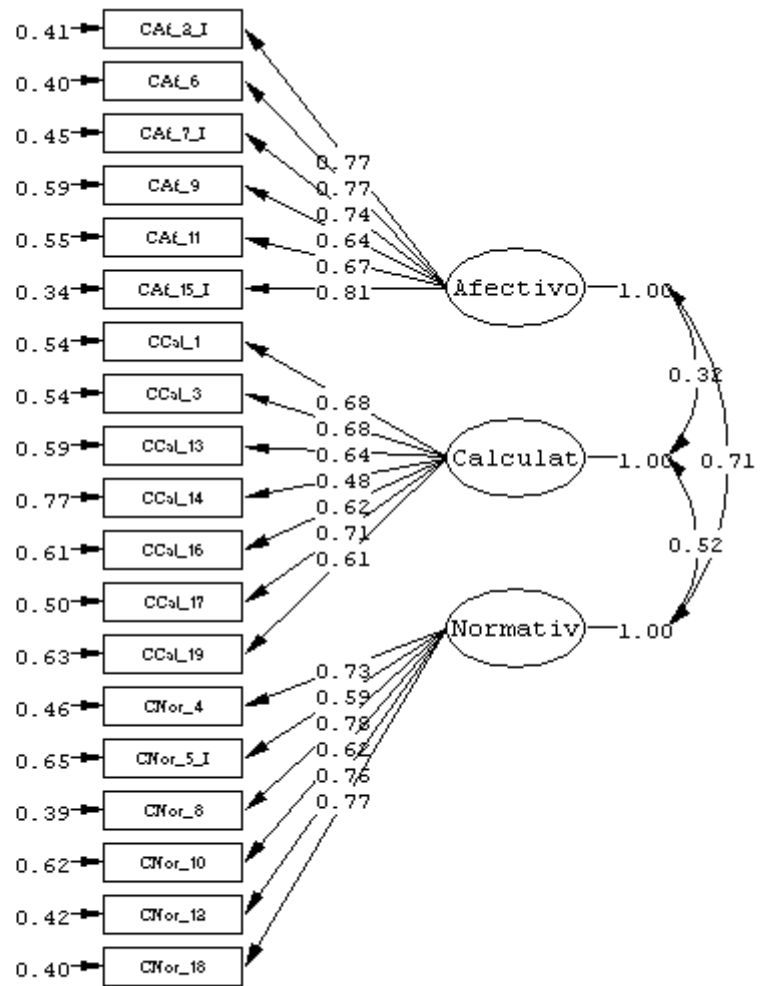 0.41 CAf_2_I
0.40 CAf_6
0.45 CAf_7_I
0.77
0.59 CAf_9
0.77
0.74
0.55 CAf_11
0.64
0.67
0.34 CAf_15_I
0.81
Afectivo 1.00
0.54 CCal_1
0.32
0.54 CCal_3
0.68
0.68
0.59 CCal_13
0.64
Calculat 1.00 0.71
0.77 CCal_14
0.48
0.62
0.61 CCal_16
0.71
0.52
0.61
0.50 CCal_17
Normativ 1.00
0.63 CCal_19
0.73
0.46 CNor_4
0.59
0.78
0.65 CNor_5_I
0.62
0.76
0.39 CNor_8
0.77
0.62 CNor_10
0.42 CNor_12
0.40 CNor_18